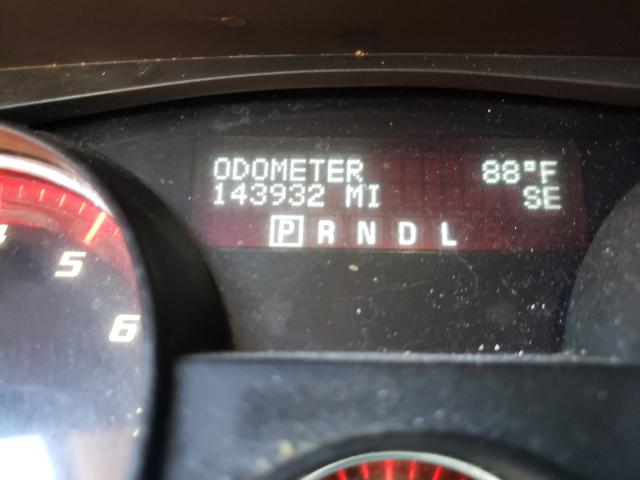 ODOMETER 88°F
143932 MI SE
P R N D L
5
6